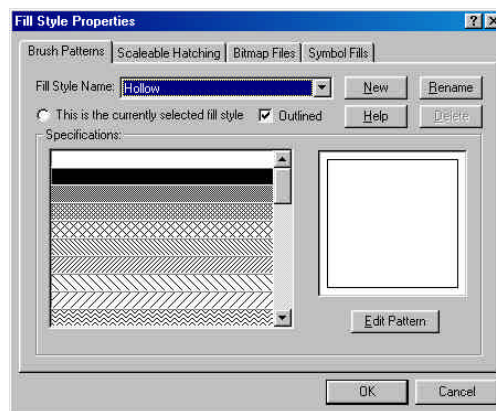 Fill Style Properties
Brush Patterns Scaleable Hatching Bitmap Files Symbol Fills
Fill Style Name: Hollow New Rename
This is the currently selected fill style Outlined Help Delete
Specifications:
Edit Pattern
OK Cancel